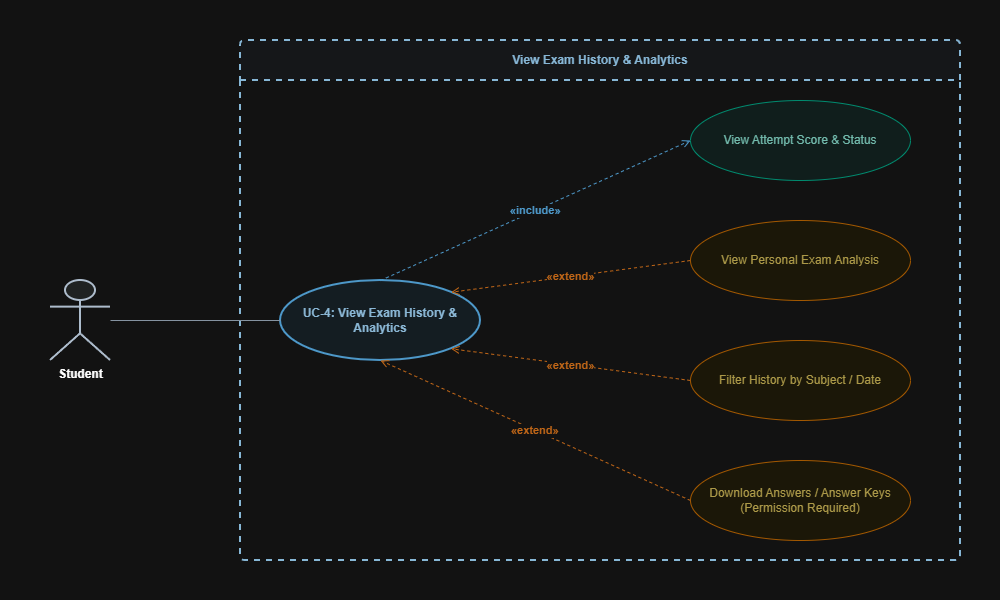 View Exam History & Analytics
View Attempt Score & Status
«include»
View Personal Exam Analysis
«extend»
UC-4: View Exam History &
Analytics
Student
«extend»
Filter History by Subject / Date
«extend»
Download Answers / Answer Keys
(Permission Required)